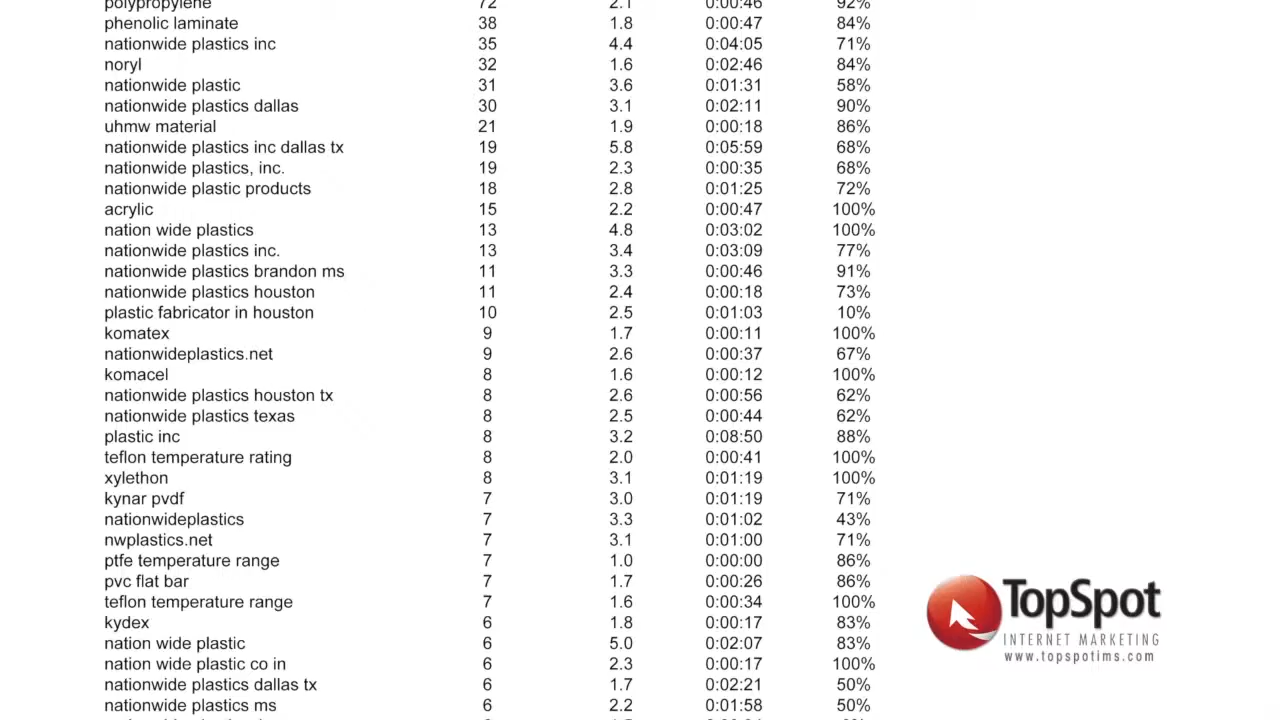 polypropylene 72 2.1 0:00:46 92%
phenolic laminate 38 1.8 0:00:47 84%
nationwide plastics inc 35 4.4 0:04:05 71%
noryl 32 1.6 0:02:46 84%
nationwide plastic 31 3.6 0:01:31 58%
nationwide plastics dallas 30 3.1 0:02:11 90%
uhmw material 21 1.9 0:00:18 86%
nationwide plastics inc dallas tx 19 5.8 0:05:59 68%
nationwide plastics, inc. 19 2.3 0:00:35 68%
nationwide plastic products 18 2.8 0:01:25 72%
acrylic 15 2.2 0:00:47 100%
nation wide plastics 13 4.8 0:03:02 100%
nationwide plastics inc. 13 3.4 0:03:09 77%
nationwide plastics brandon ms 11 3.3 0:00:46 91%
nationwide plastics houston 11 2.4 0:00:18 73%
plastic fabricator in houston 10 2.5 0:01:03 10%
komatex 9 1.7 0:00:11 100%
nationwideplastics.net 9 2.6 0:00:37 67%
komacel 8 1.6 0:00:12 100%
nationwide plastics houston tx 8 2.6 0:00:56 62%
nationwide plastics texas 8 2.5 0:00:44 62%
plastic inc 8 3.2 0:08:50 88%
teflon temperature rating 8 2.0 0:00:41 100%
xylethon 8 3.1 0:01:19 100%
kynar pvdf 7 3.0 0:01:19 71%
nationwideplastics 7 3.3 0:01:02 43%
nwplastics.net 7 3.1 0:01:00 71%
ptfe temperature range 7 1.0 0:00:00 86%
pvc flat bar 7 1.7 0:00:26 86%
teflon temperature range 7 1.6 0:00:34 100%
kydex 6 1.8 0:00:17 83%
nation wide plastic 6 5.0 0:02:07 83%
nation wide plastic co in 6 2.3 0:00:17 100%
nationwide plastics dallas tx 6 1.7 0:02:21 50%
nationwide plastics ms 6 2.2 0:01:58 50%
TopSpot
INTERNET MARKETING
www.topspotims.com